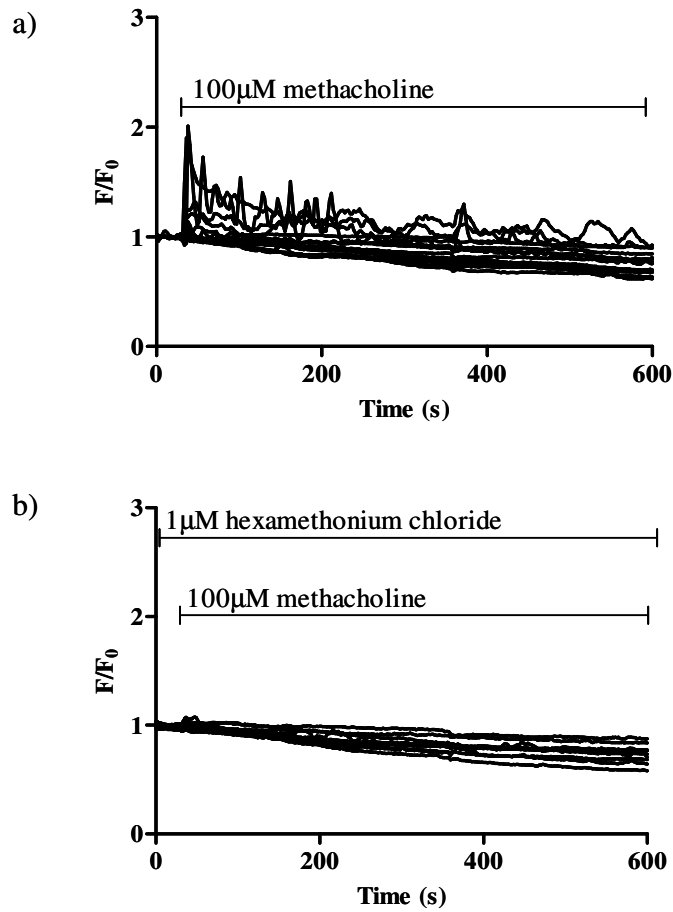 a)
3
100μM methacholine
2
F/F0
1
0
0 200 400 600
Time (s)
b)
3
1μM hexamethonium chloride
2
100μM methacholine
F/F0
1
0
0 200 400 600
Time (s)